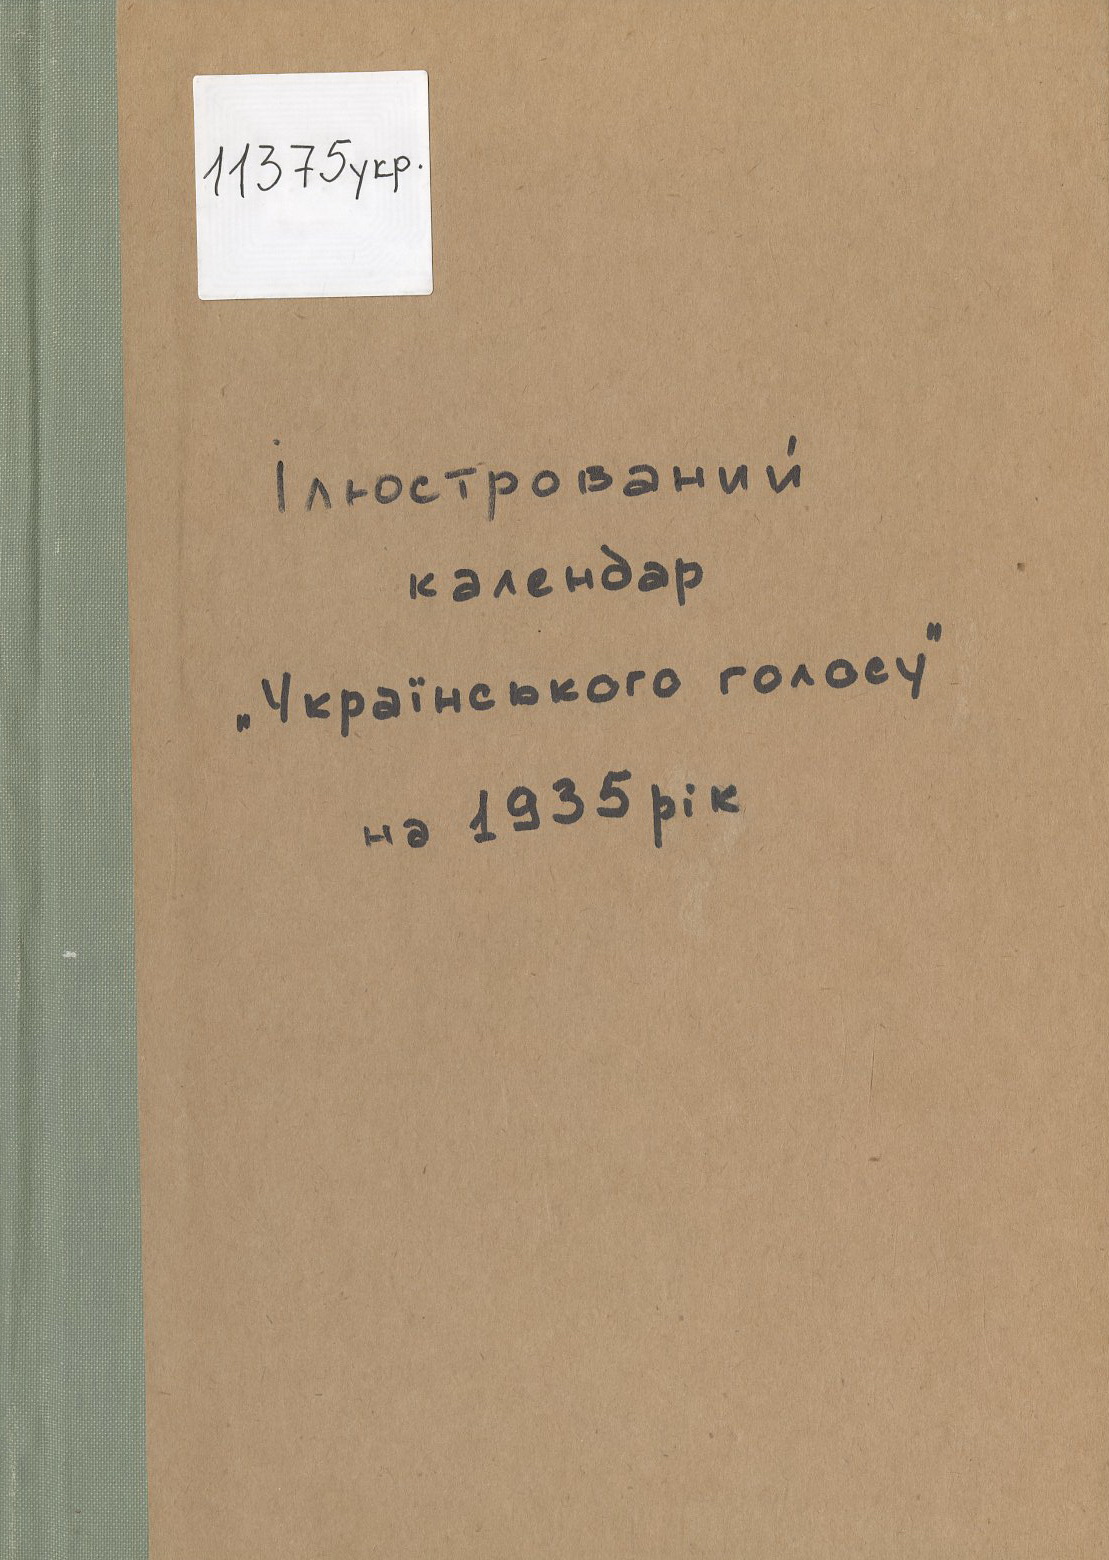 11375укр.
Ілюстрований
календар
„Українського голосу"
на 1935 рік